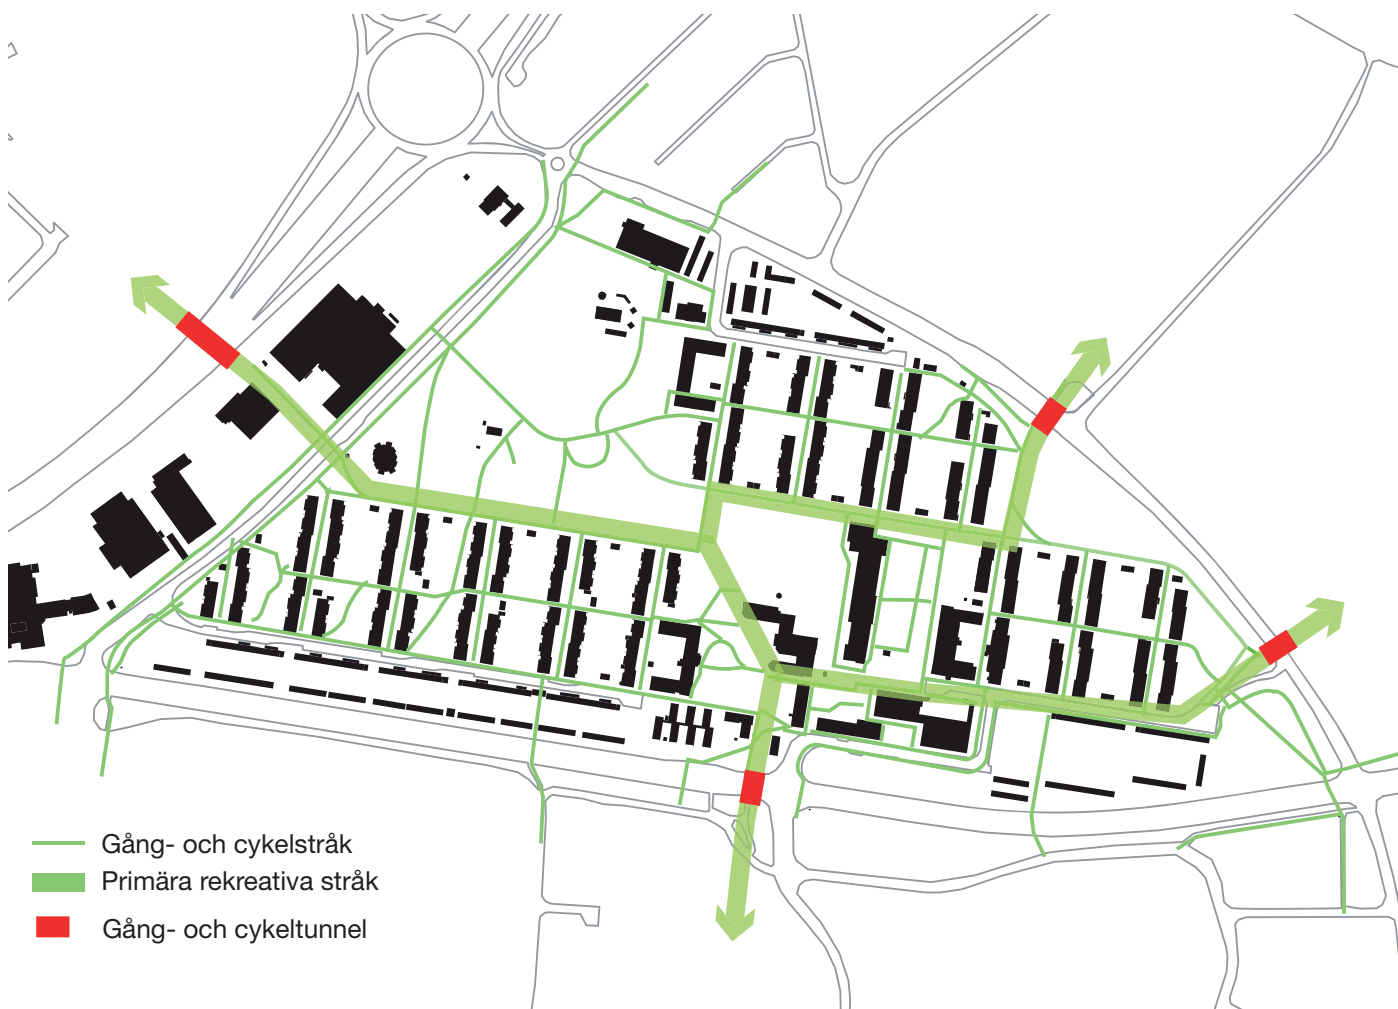 Gång- och cykelstråk
Primära rekreativa stråk
Gång- och cykeltunnel